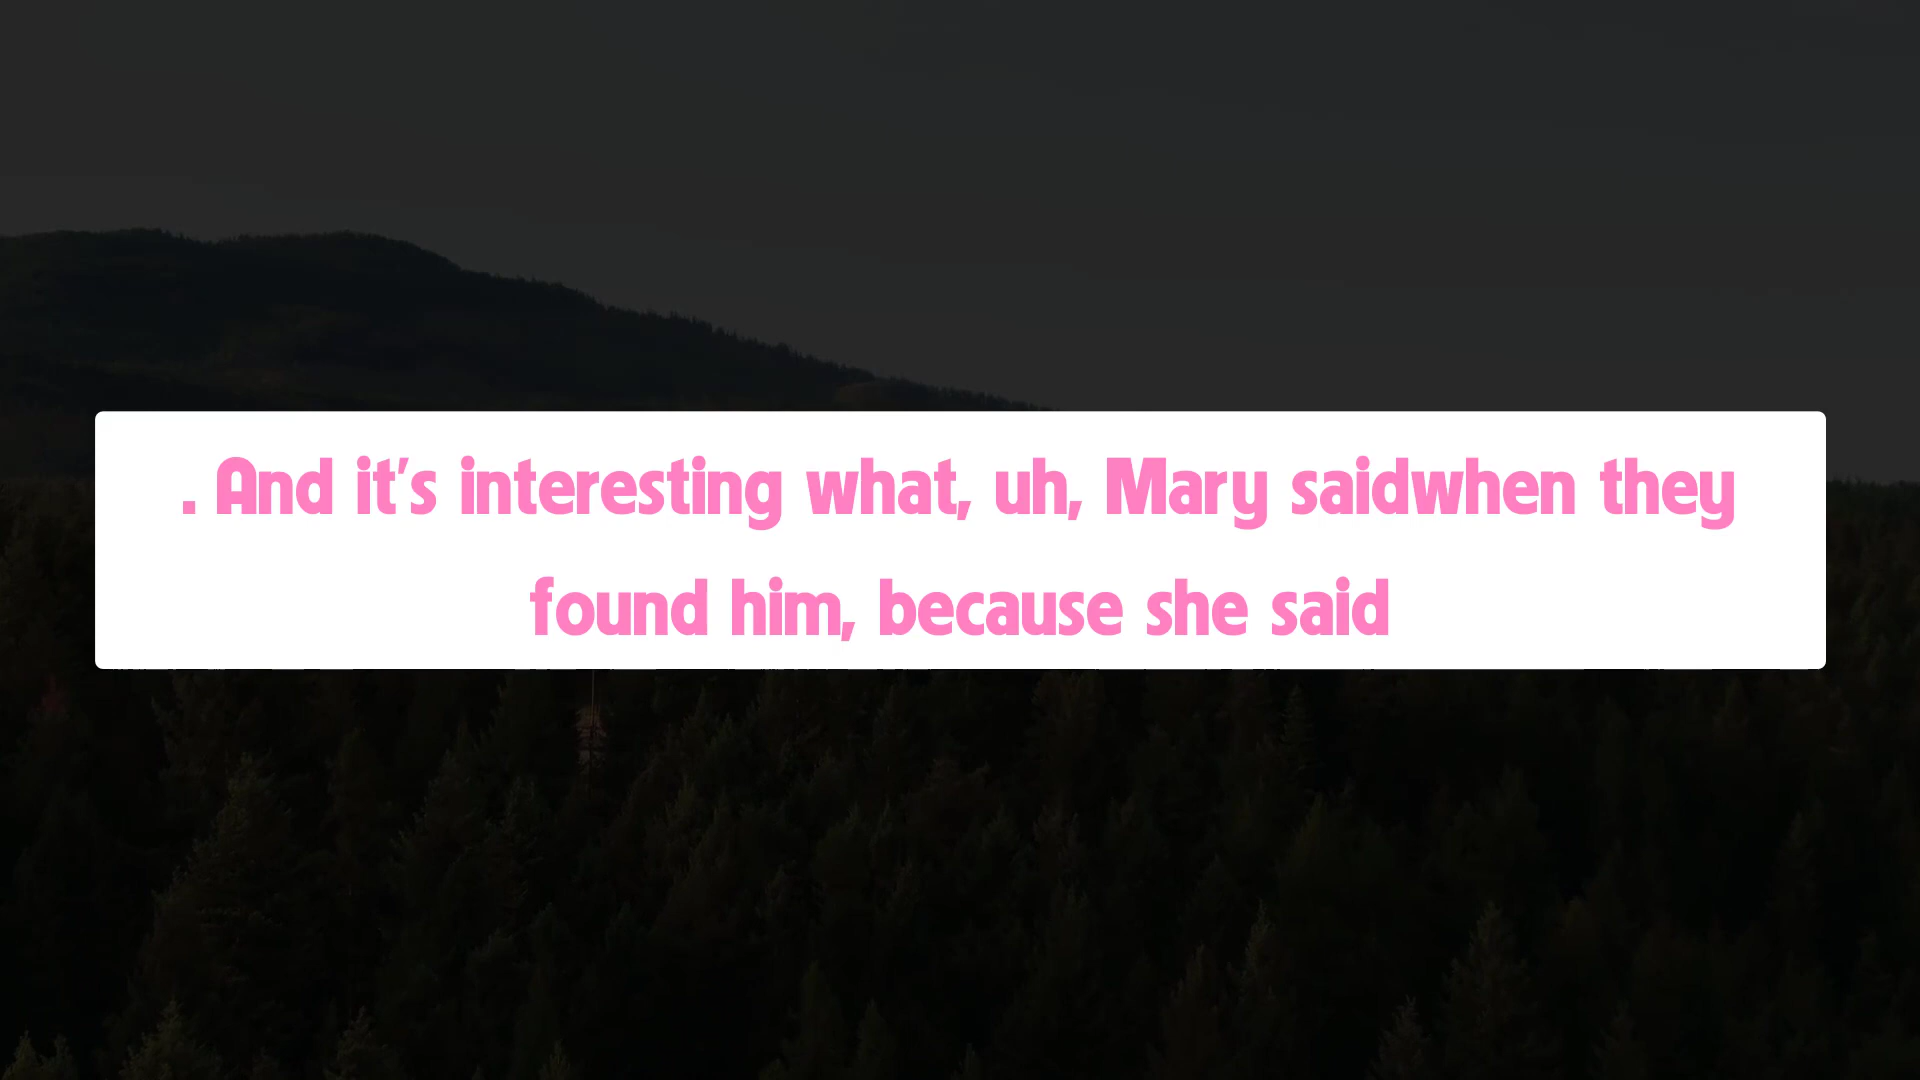 . And it's interesting what, uh, Mary saidwhen they
found him, because she said